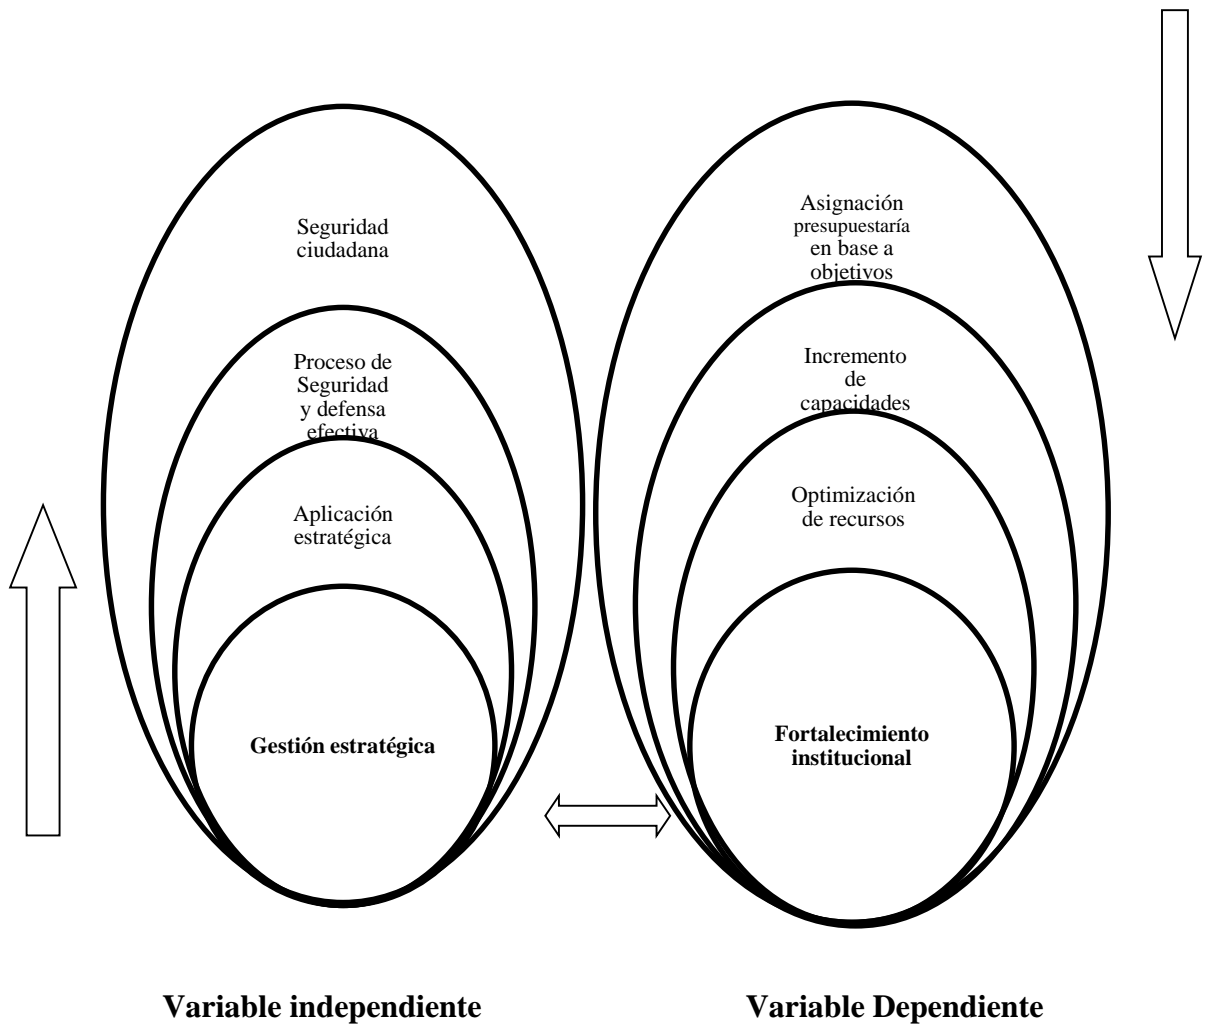 Seguridad
ciudadana
Proceso de
Seguridad
y defensa
efectiva
Aplicación
estratégica
Gestión estratégica
Asignación
presupuestaría
en base a
objetivos
Incremento
de
capacidades
Optimización
de recursos
Fortalecimiento
institucional
Variable independiente
Variable Dependiente